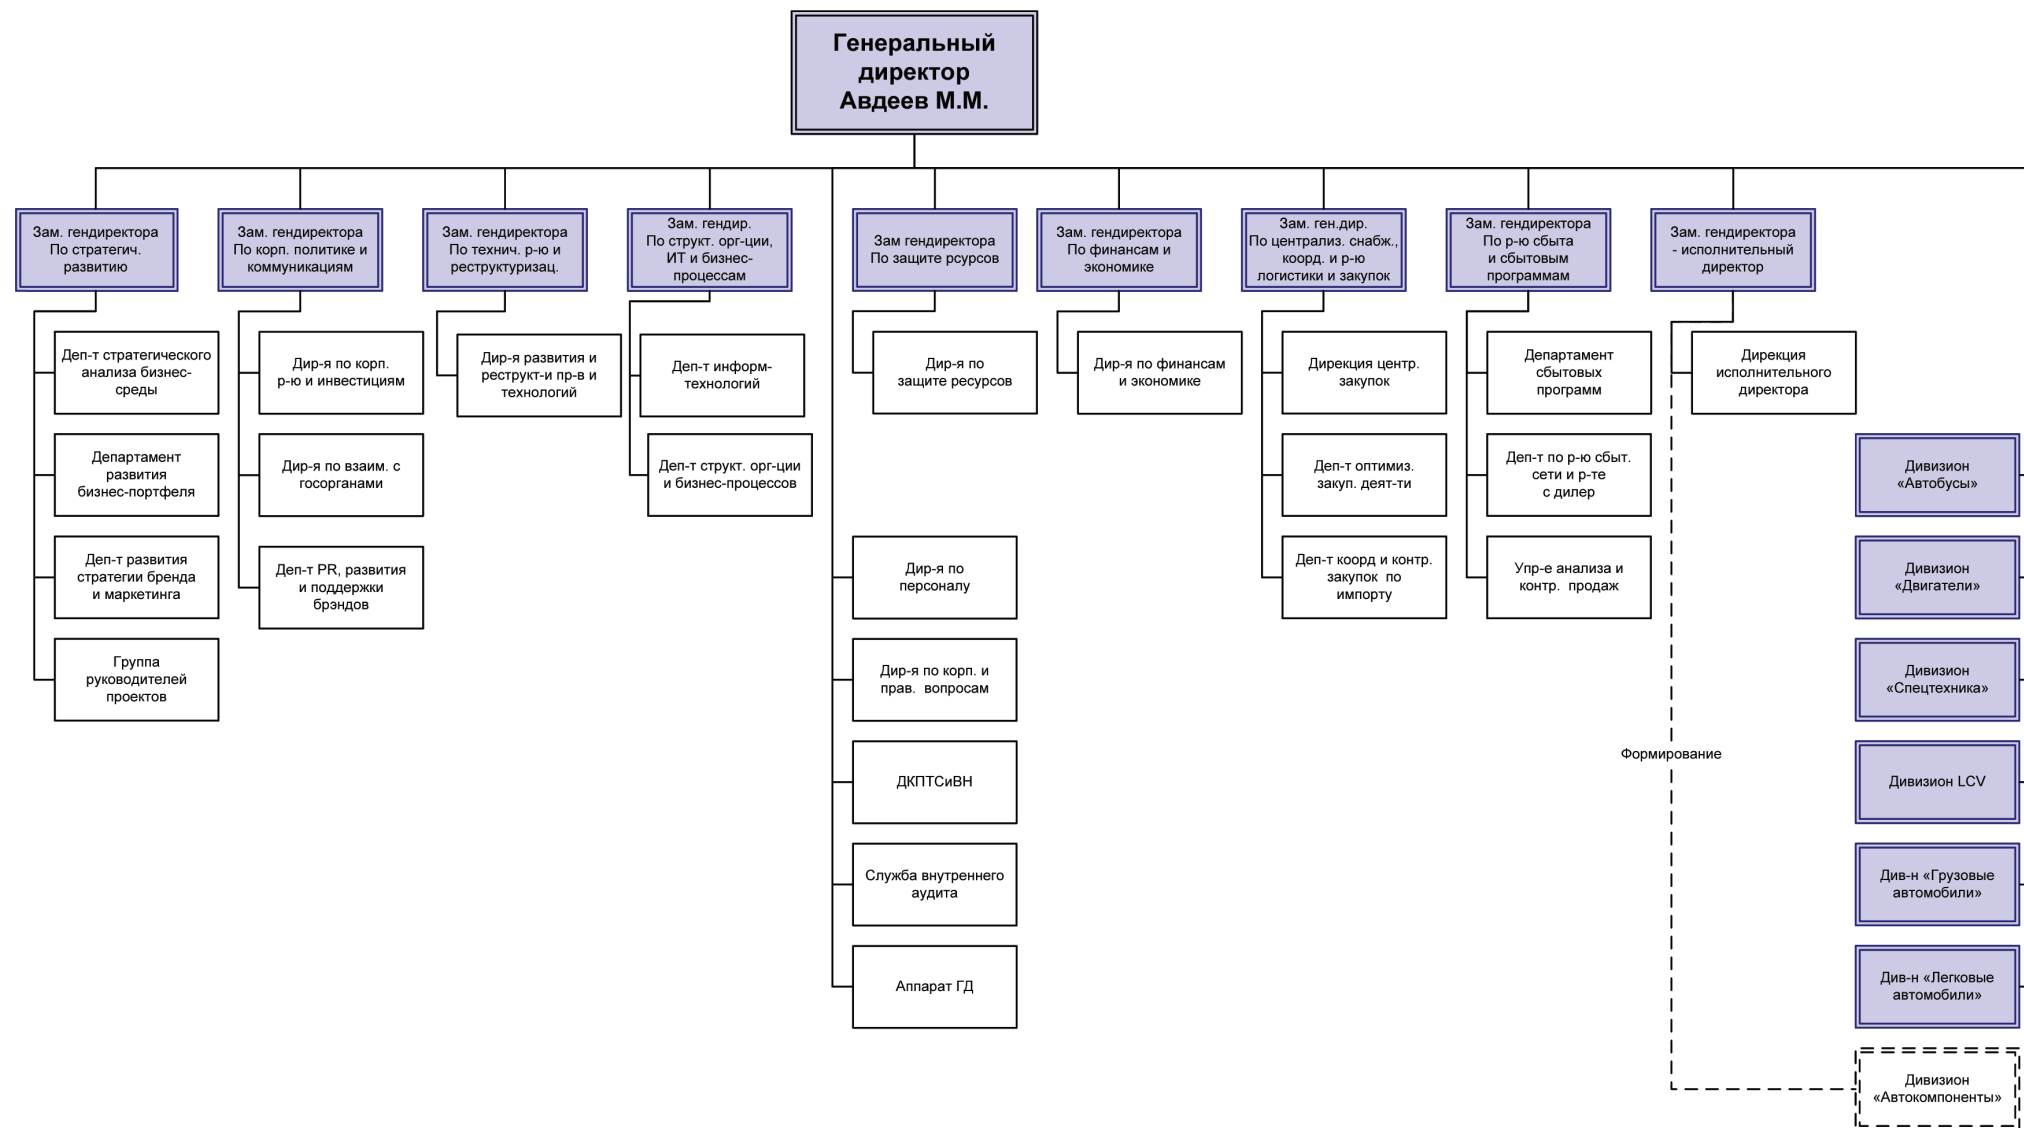 Генеральный
директор
Авдеев М.М.
Зам. гендиректора
По стратегич.
развитию
Зам. гендиректора
По корп. политике и
коммуникациям
Зам. гендиректора
По технич. р-ю и
реструктуризац.
Зам. гендир.
По структ. орг-ции,
ИТ и бизнес-
процессам
Зам гендиректора
По защите рсурсов
Зам. гендиректора
По финансам и
экономике
Зам. ген.дир.
По централиз. снабж.,
коорд. и р-ю
логистики и закупок
Зам. гендиректора
По р-ю сбыта
и сбытовым
программам
Зам. гендиректора
- исполнительный
директор
Деп-т стратегического
анализа бизнес-
среды
Дир-я по корп.
р-ю и инвестициям
Дир-я развития и
реструкт-и пр-в и
технологий
Деп-т информ-
технологий
Дир-я по
защите ресурсов
Дир-я по финансам
и экономике
Дирекция центр.
закупок
Департамент
сбытовых
программ
Дирекция
исполнительного
директора
Департамент
развития
бизнес-портфеля
Дир-я по взаим. с
госорганами
Деп-т структ. орг-ции
и бизнес-процессов
Деп-т оптимиз.
закуп. деят-ти
Деп-т по р-ю сбыт.
сети и р-те
с дилер
Дивизион
«Автобусы»
Деп-т развития
стратегии бренда
и маркетинга
Деп-т PR, развития
и поддержки
брэндов
Дир-я по
персоналу
Деп-т коорд и контр.
закупок по
импорту
Упр-е анализа и
контр. продаж
Дивизион
«Двигатели»
Группа
руководителей
проектов
Дир-я по корп. и
прав. вопросам
Дивизион
«Спецтехника»
Формирование
ДКПТСиВН
Дивизион LCV
Служба внутреннего
аудита
Див-н «Грузовые
автомобили»
Аппарат ГД
Див-н «Легковые
автомобили»
Дивизион
«Автокомпоненты»